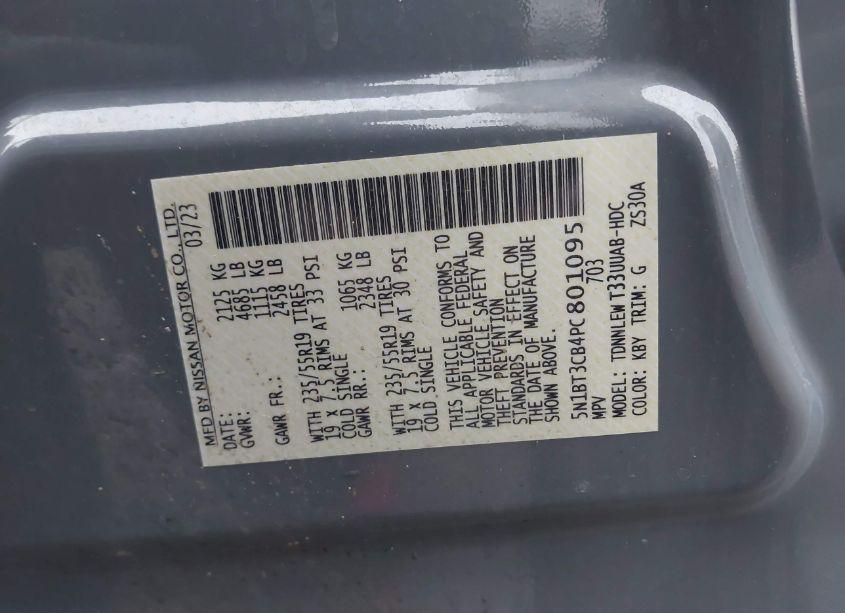 MFD BY NISSAN MOTOR CO., LTD.
DATE: 03/23
GVWR: 2125 KG
4685 LB
GAWR FR.: 1115 KG
2458 LB
WITH 235/55R19 TIRES
19 x 7.5 RIMS AT 33 PSI
COLD SINGLE
GAWR RR.: 1065 KG
2348 LB
WITH 235/55R19 TIRES
19 x 7.5 RIMS AT 30 PSI
COLD SINGLE
THIS VEHICLE CONFORMS TO
ALL APPLICABLE FEDERAL
MOTOR VEHICLE SAFETY AND
THEFT PREVENTION
STANDARDS IN EFFECT ON
THE DATE OF MANUFACTURE
SHOWN ABOVE.
5N1BT3CB4PC801095
MPV 703
MODEL: TDNNLEW T33UUAB-HDC
COLOR: KBY TRIM: G ZS30A